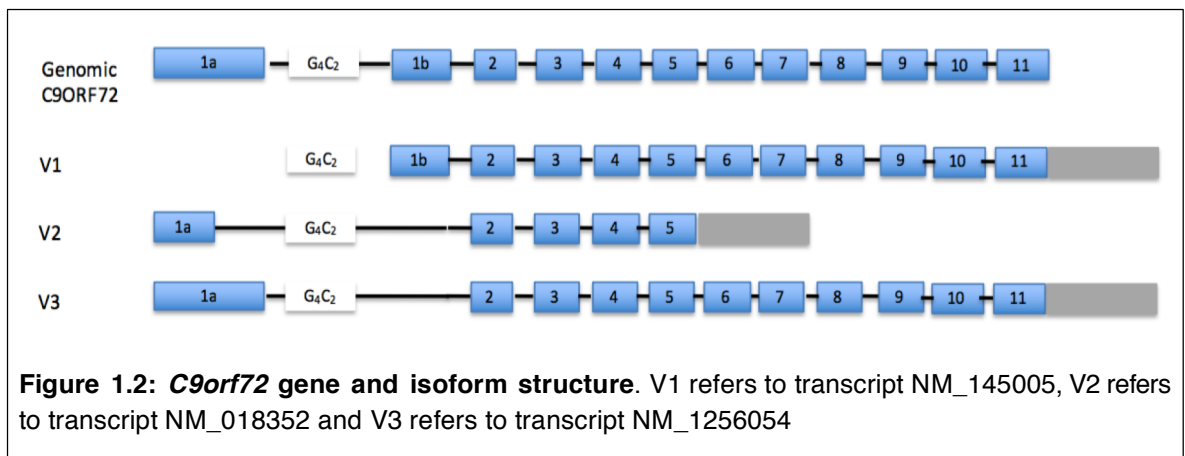 Genomic C9ORF72 1a G₄C₂ 1b 2 3 4 5 6 7 8 9 10 11
V1 G₄C₂ 1b 2 3 4 5 6 7 8 9 10 11
V2 1a G₄C₂ 2 3 4 5
V3 1a G₄C₂ 2 3 4 5 6 7 8 9 10 11
Figure 1.2: C9orf72 gene and isoform structure. V1 refers to transcript NM_145005, V2 refers
to transcript NM_018352 and V3 refers to transcript NM_1256054